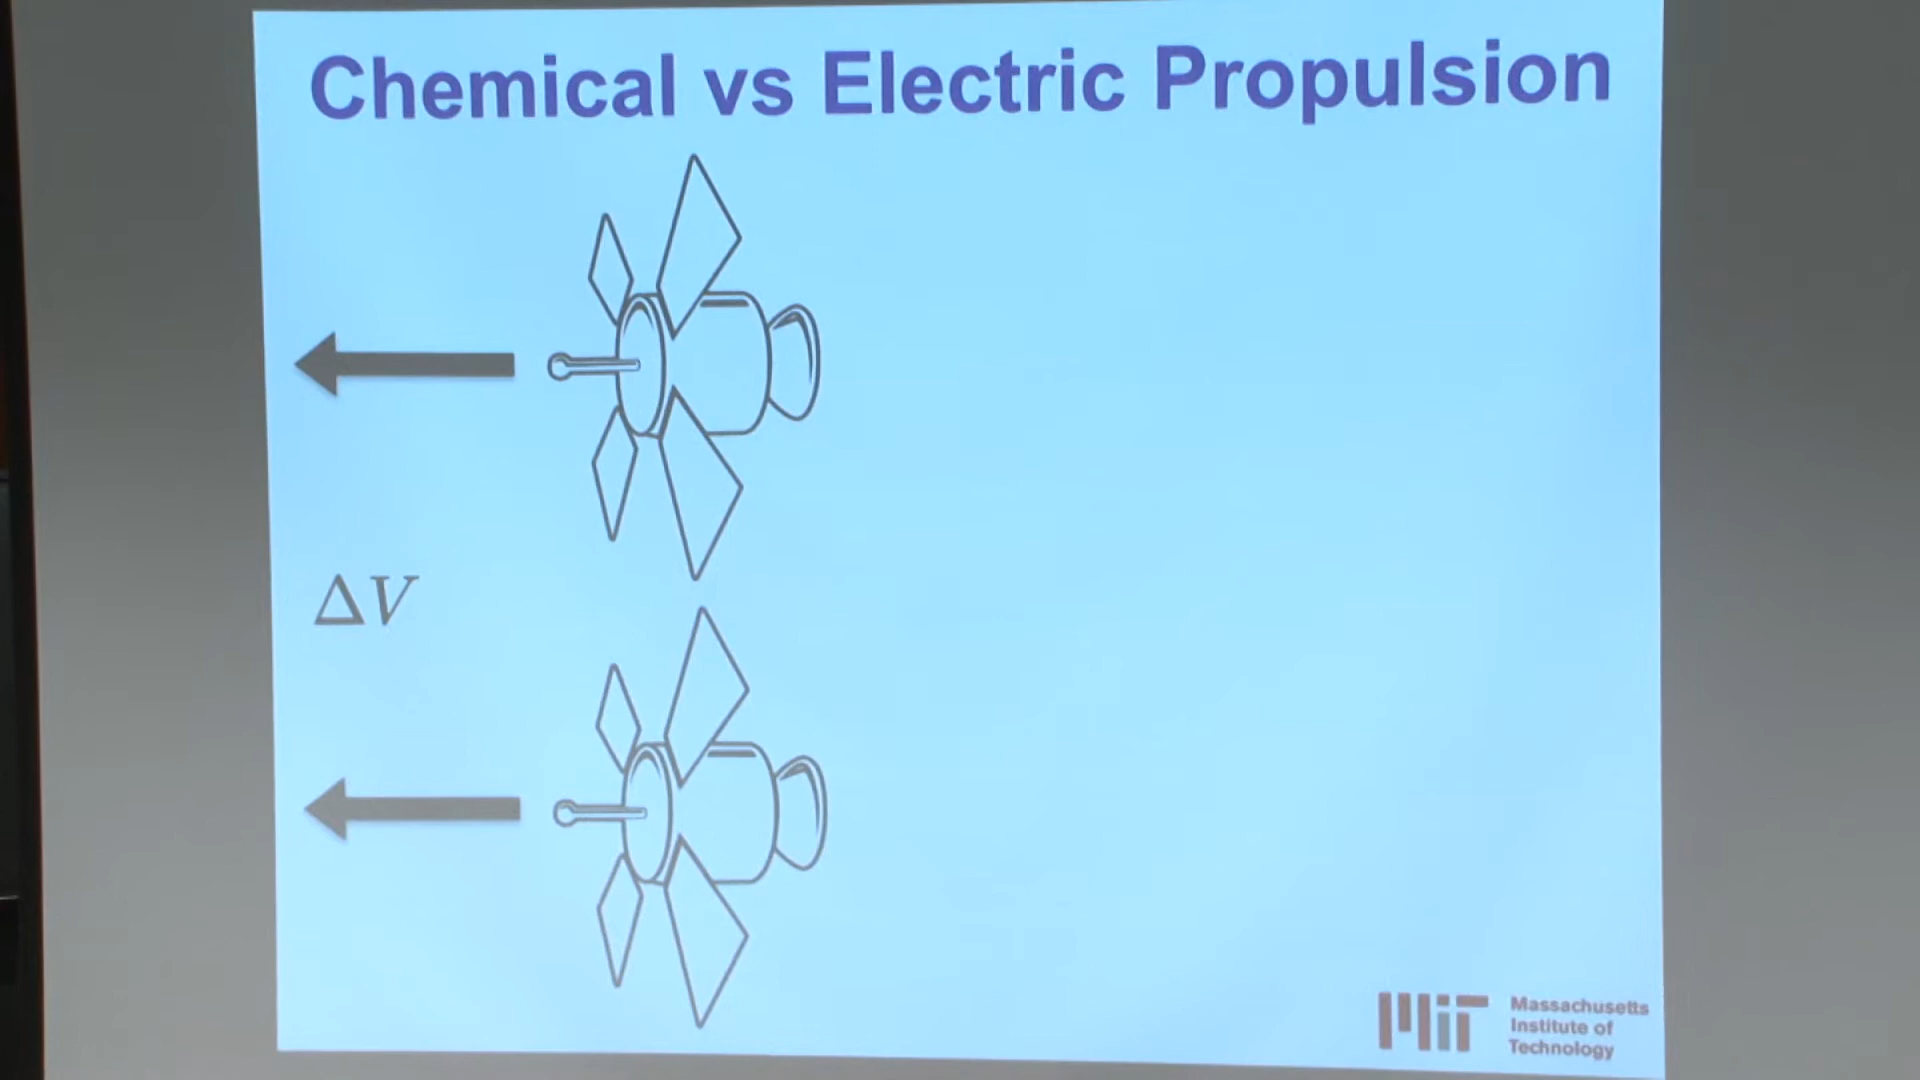 Chemical vs Electric Propulsion
ΔV
MIT
Massachusetts
Institute of
Technology